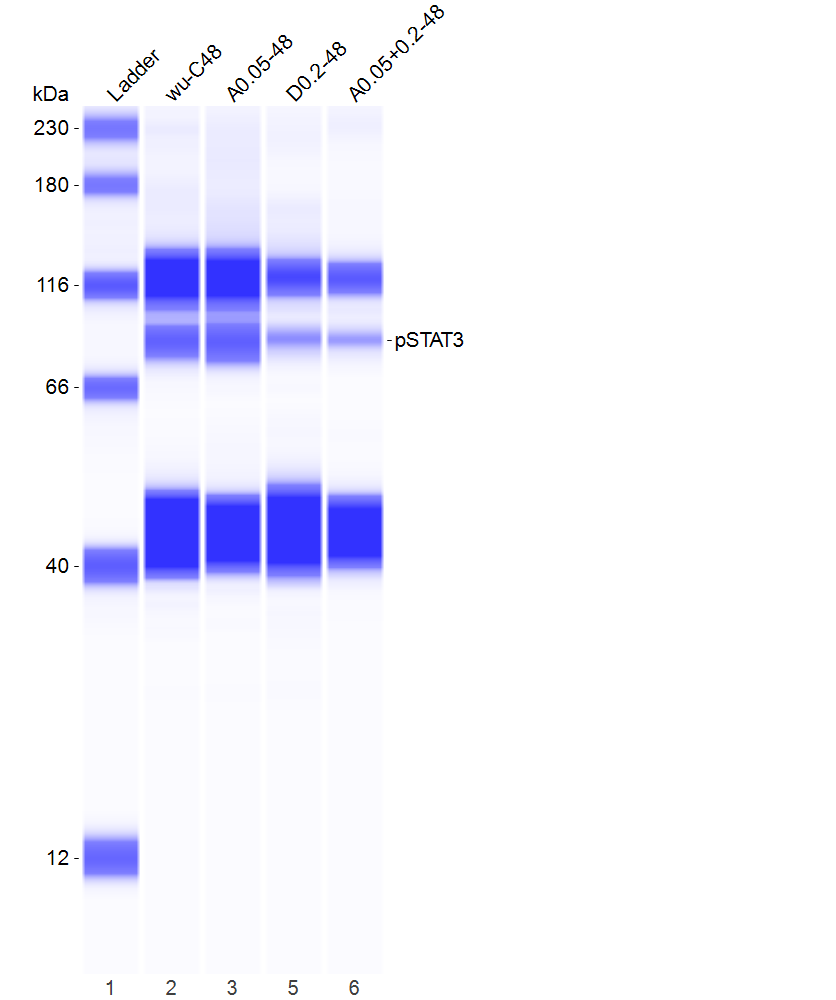 Ladder
wu-C48
A0.05-48
D0.2-48
A0.05+0.2-48
kDa
230 -
180 -
116 -
-pSTAT3
66 -
40 -
12 -
1 2 3 5 6